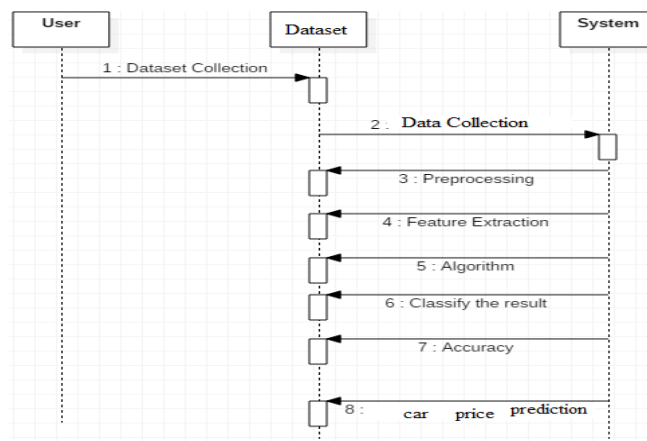 User
Dataset
System
1 : Dataset Collection
2 : Data Collection
3 : Preprocessing
4 : Feature Extraction
5 : Algorithm
6 : Classify the result
7 : Accuracy
8 : car price prediction